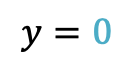 y = 0